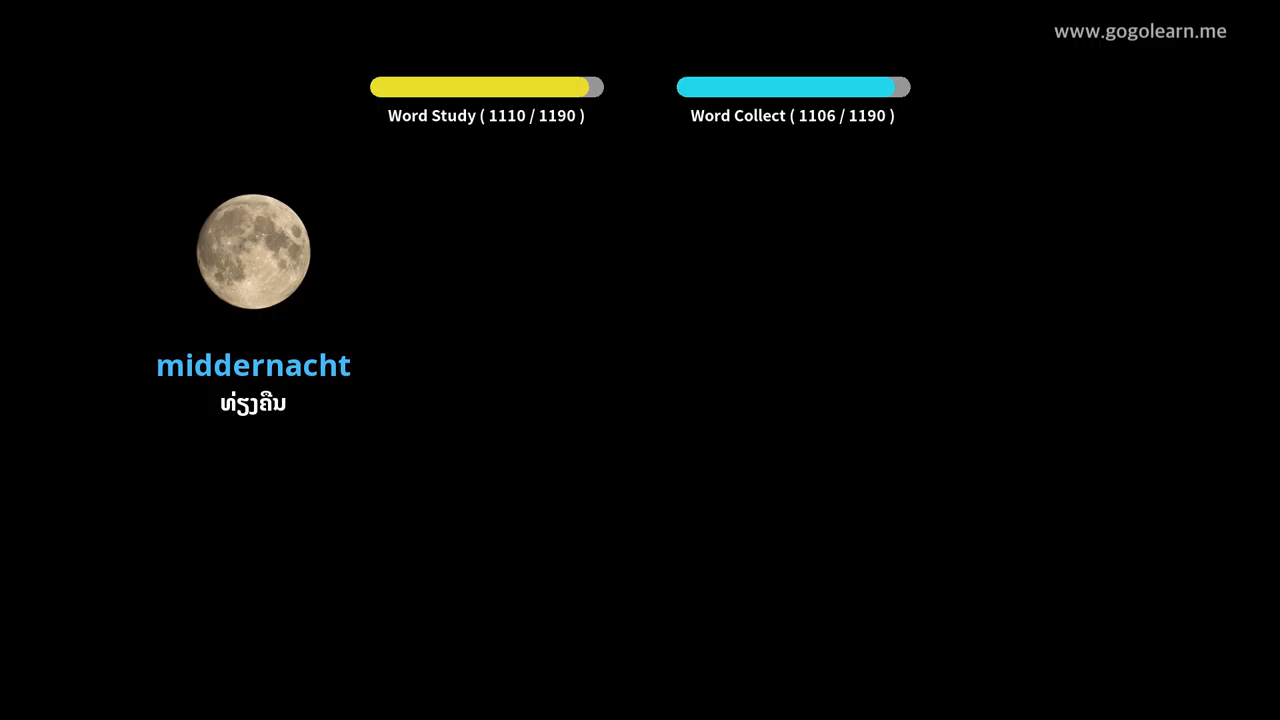 www.gogolearn.me
Word Study ( 1110 / 1190 )
Word Collect ( 1106 / 1190 )
middernacht
ທ່ຽງຄືນ